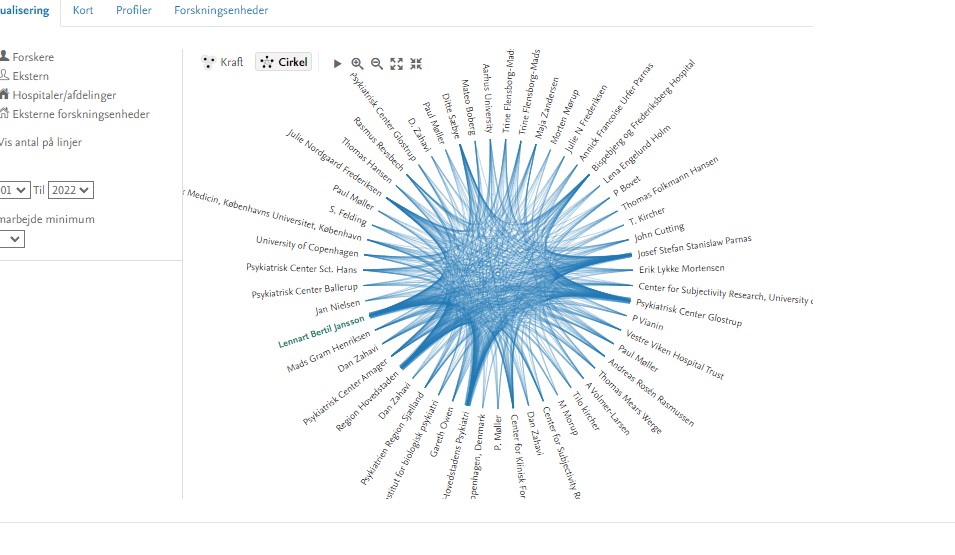 ualisering
Kort
Profiler
Forskningsenheder
Forskere
Ekstern
Hospitaler/afdelinger
Eksterne forskningsenheder
Vis antal på linjer
01 Til 2022
marbejde minimum
Kraft
Cirkel
Psykiatrisk Center Glostrup
D. Zahavi
Paul Møller
Ditte Sæbye
Mateo Boberg
Aarhus University
Trine Flensborg-Mad
Trine Flensborg-Mads
Maja Zandersen
Morten Mørup
Julie N Frederiksen
Annick Francoise Urfer Parnas
Bispebjerg og Frederiksberg Hospital
Lena Engelund Holm
P Bovet
Thomas Folkmann Hansen
T. Kircher
John Cutting
Josef Stefan Stanislaw Parnas
Erik Lykke Mortensen
Center for Subjectivity Research, University c
Psykiatrisk Center Glostrup
P Vianin
Vestre Viken Hospital Trust
Paul Møller
Andreas Rosén Rasmussen
Thomas Mears Werge
A Vollmer-Larsen
Tilo kircher
M Morup
Center for Subjectivity Re
Dan Zahavi
Center for Klinisk For
P. Møller
openhagen, Denmark
Hovedstadens Psykiatri
Gareth Owen
stitut for biologisk psykiatri
Psykiatrien Region Sjælland
Dan Zahavi
Region Hovedstaden
Psykiatrisk Center Amager
Dan Zahavi
Mads Gram Henriksen
Lennart Bertil Jansson
Jan Nielsen
Psykiatrisk Center Ballerup
Psykiatrisk Center Sct. Hans
University of Copenhagen
r Medicin, Københavns Universitet, København
S. Felding
Paul Møller
Julie Nordgaard Frederiksen
Thomas Hansen
Rasmus Revsbech